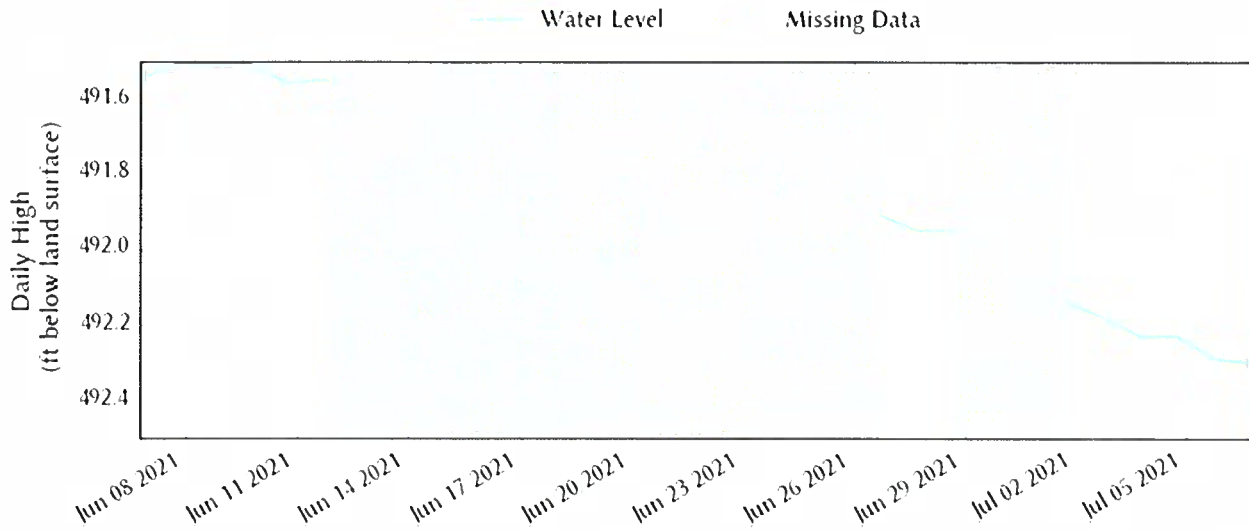 Water Level Missing Data
Daily High
(ft below land surface)
491.6
491.8
492.0
492.2
492.4
Jun 08 2021
Jun 11 2021
Jun 14 2021
Jun 17 2021
Jun 20 2021
Jun 23 2021
Jun 26 2021
Jun 29 2021
Jul 02 2021
Jul 05 2021